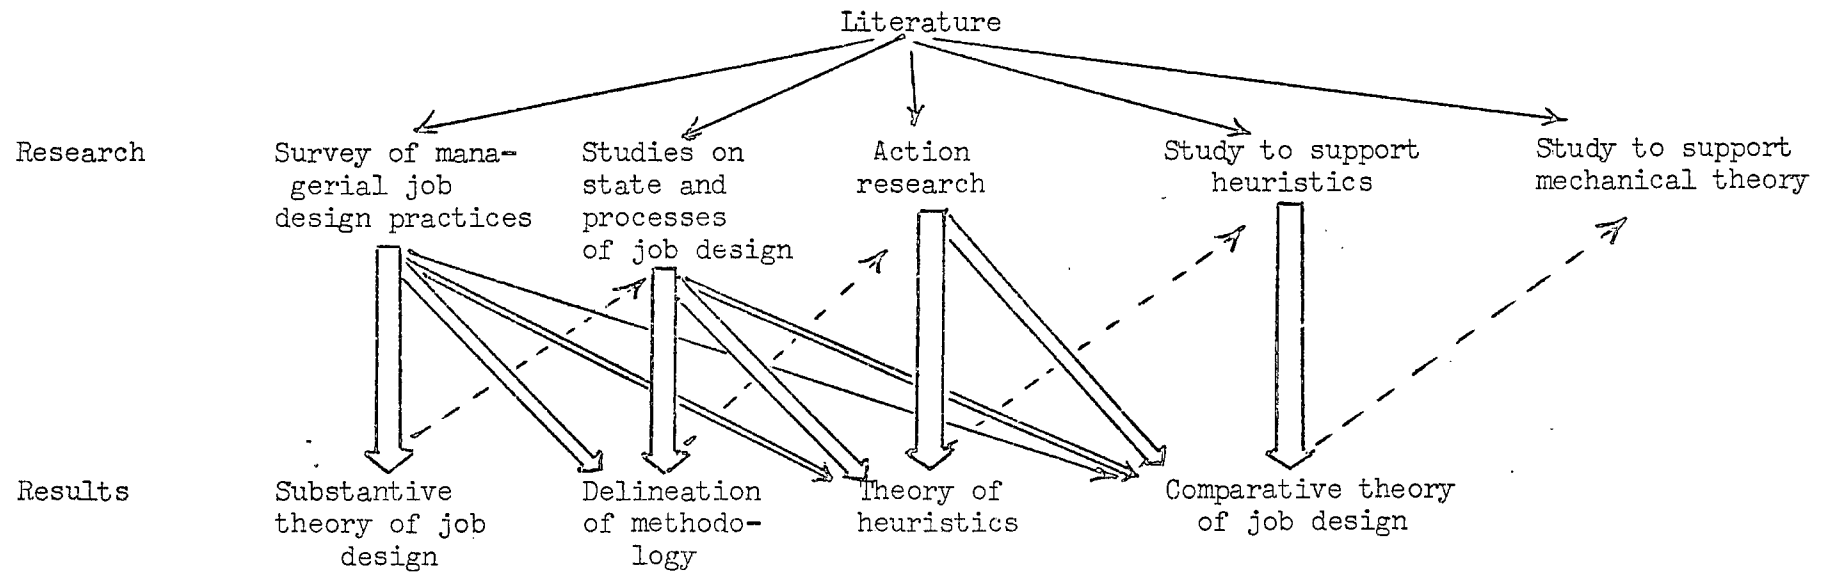 Literature
Research
Survey of mana-
gerial job
design practices
Studies on
state and
processes
of job design
Action
research
Study to support
heuristics
Study to support
mechanical theory
Results
Substantive
theory of job
design
Delineation
of methodo-
logy
Theory of
heuristics
Comparative theory
of job design